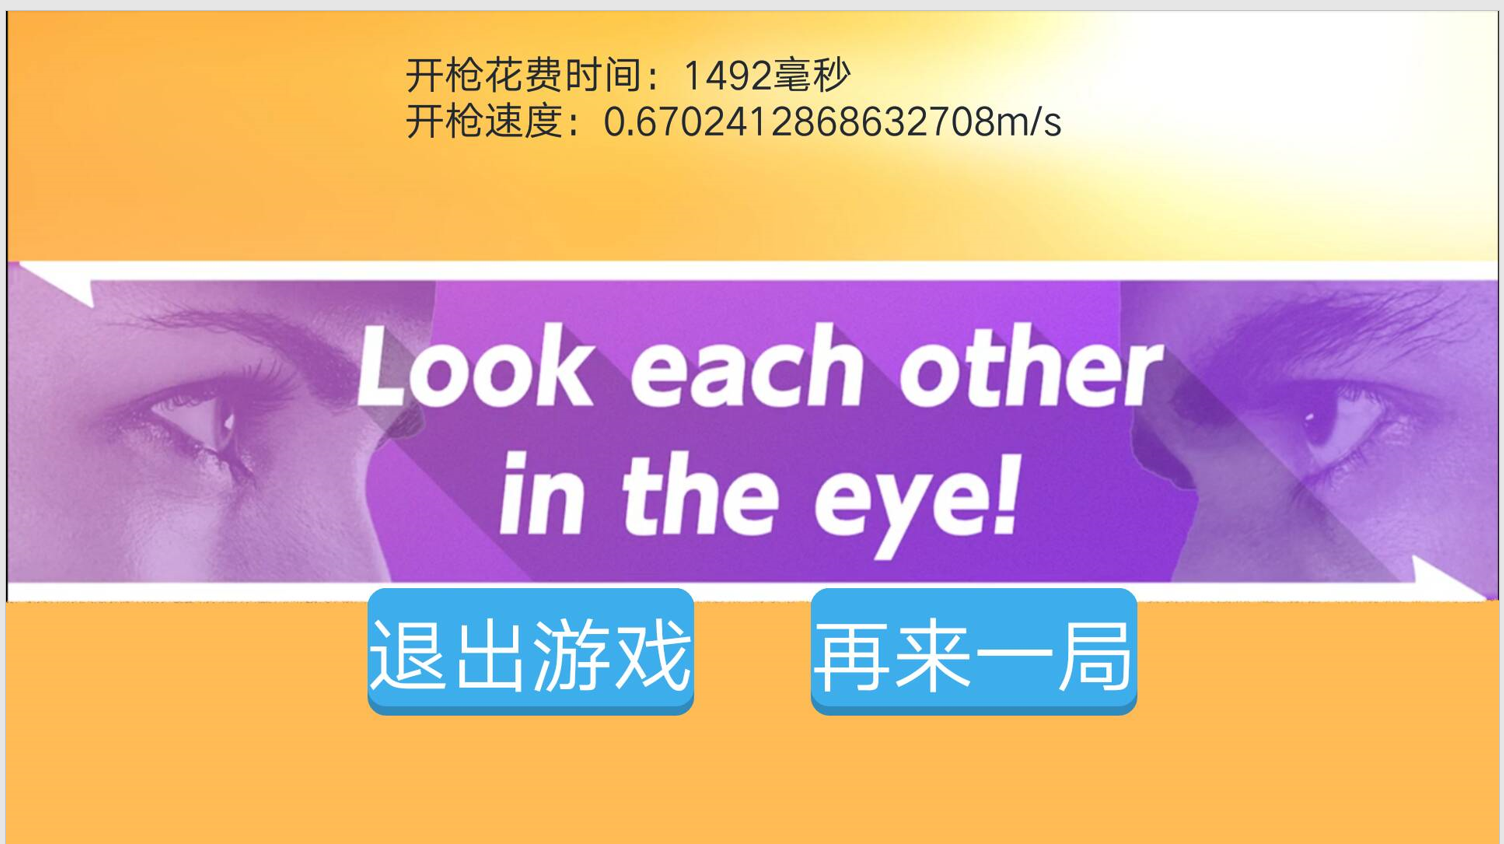 开枪花费时间：1492毫秒
开枪速度：0.6702412868632708m/s
Look each other
in the eye!
退出游戏
再来一局